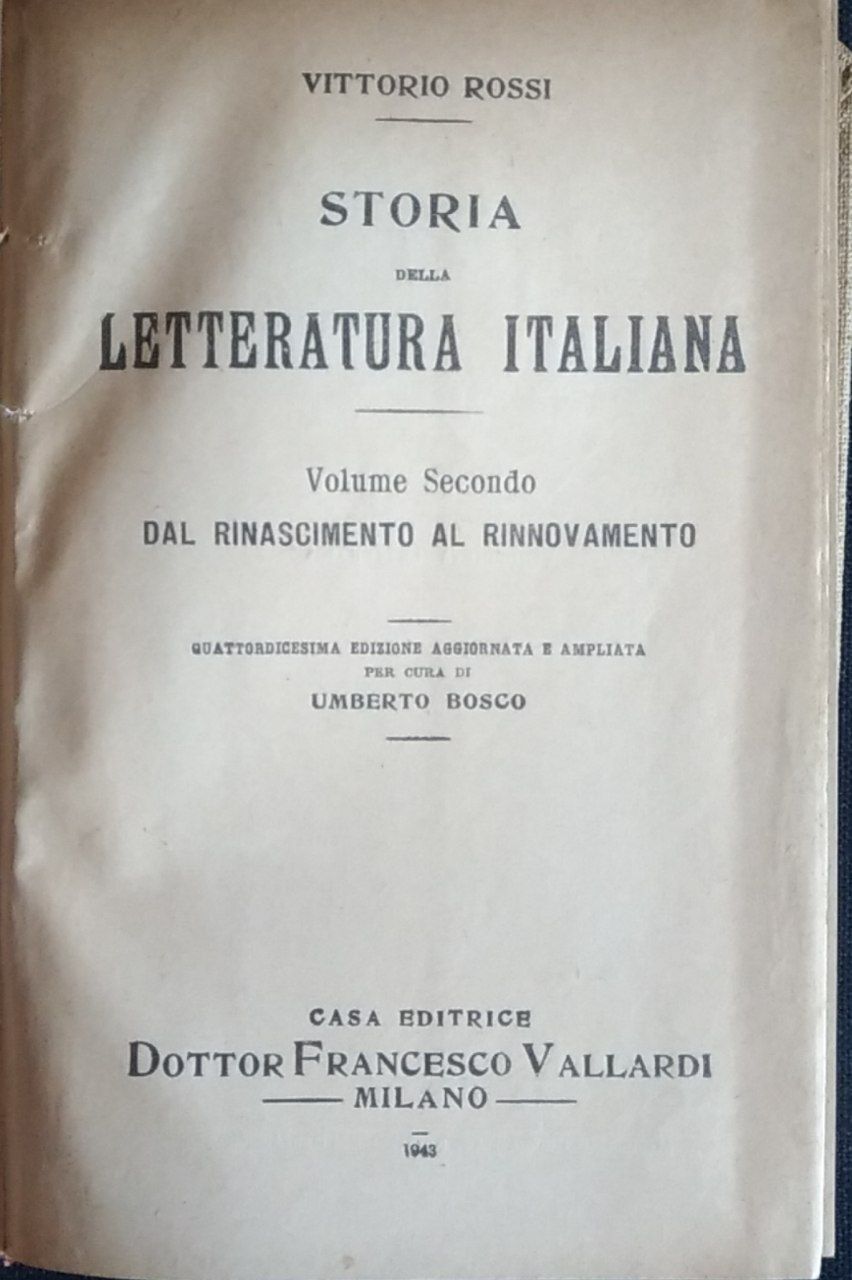 VITTORIO ROSSI
STORIA
DELLA
LETTERATURA ITALIANA
Volume Secondo
DAL RINASCIMENTO AL RINNOVAMENTO
QUATTORDICESIMA EDIZIONE AGGIORNATA E AMPLIATA
PER CURA DI
UMBERTO BOSCO
CASA EDITRICE
DOTTOR FRANCESCO VALLARDI
MILANO
1943